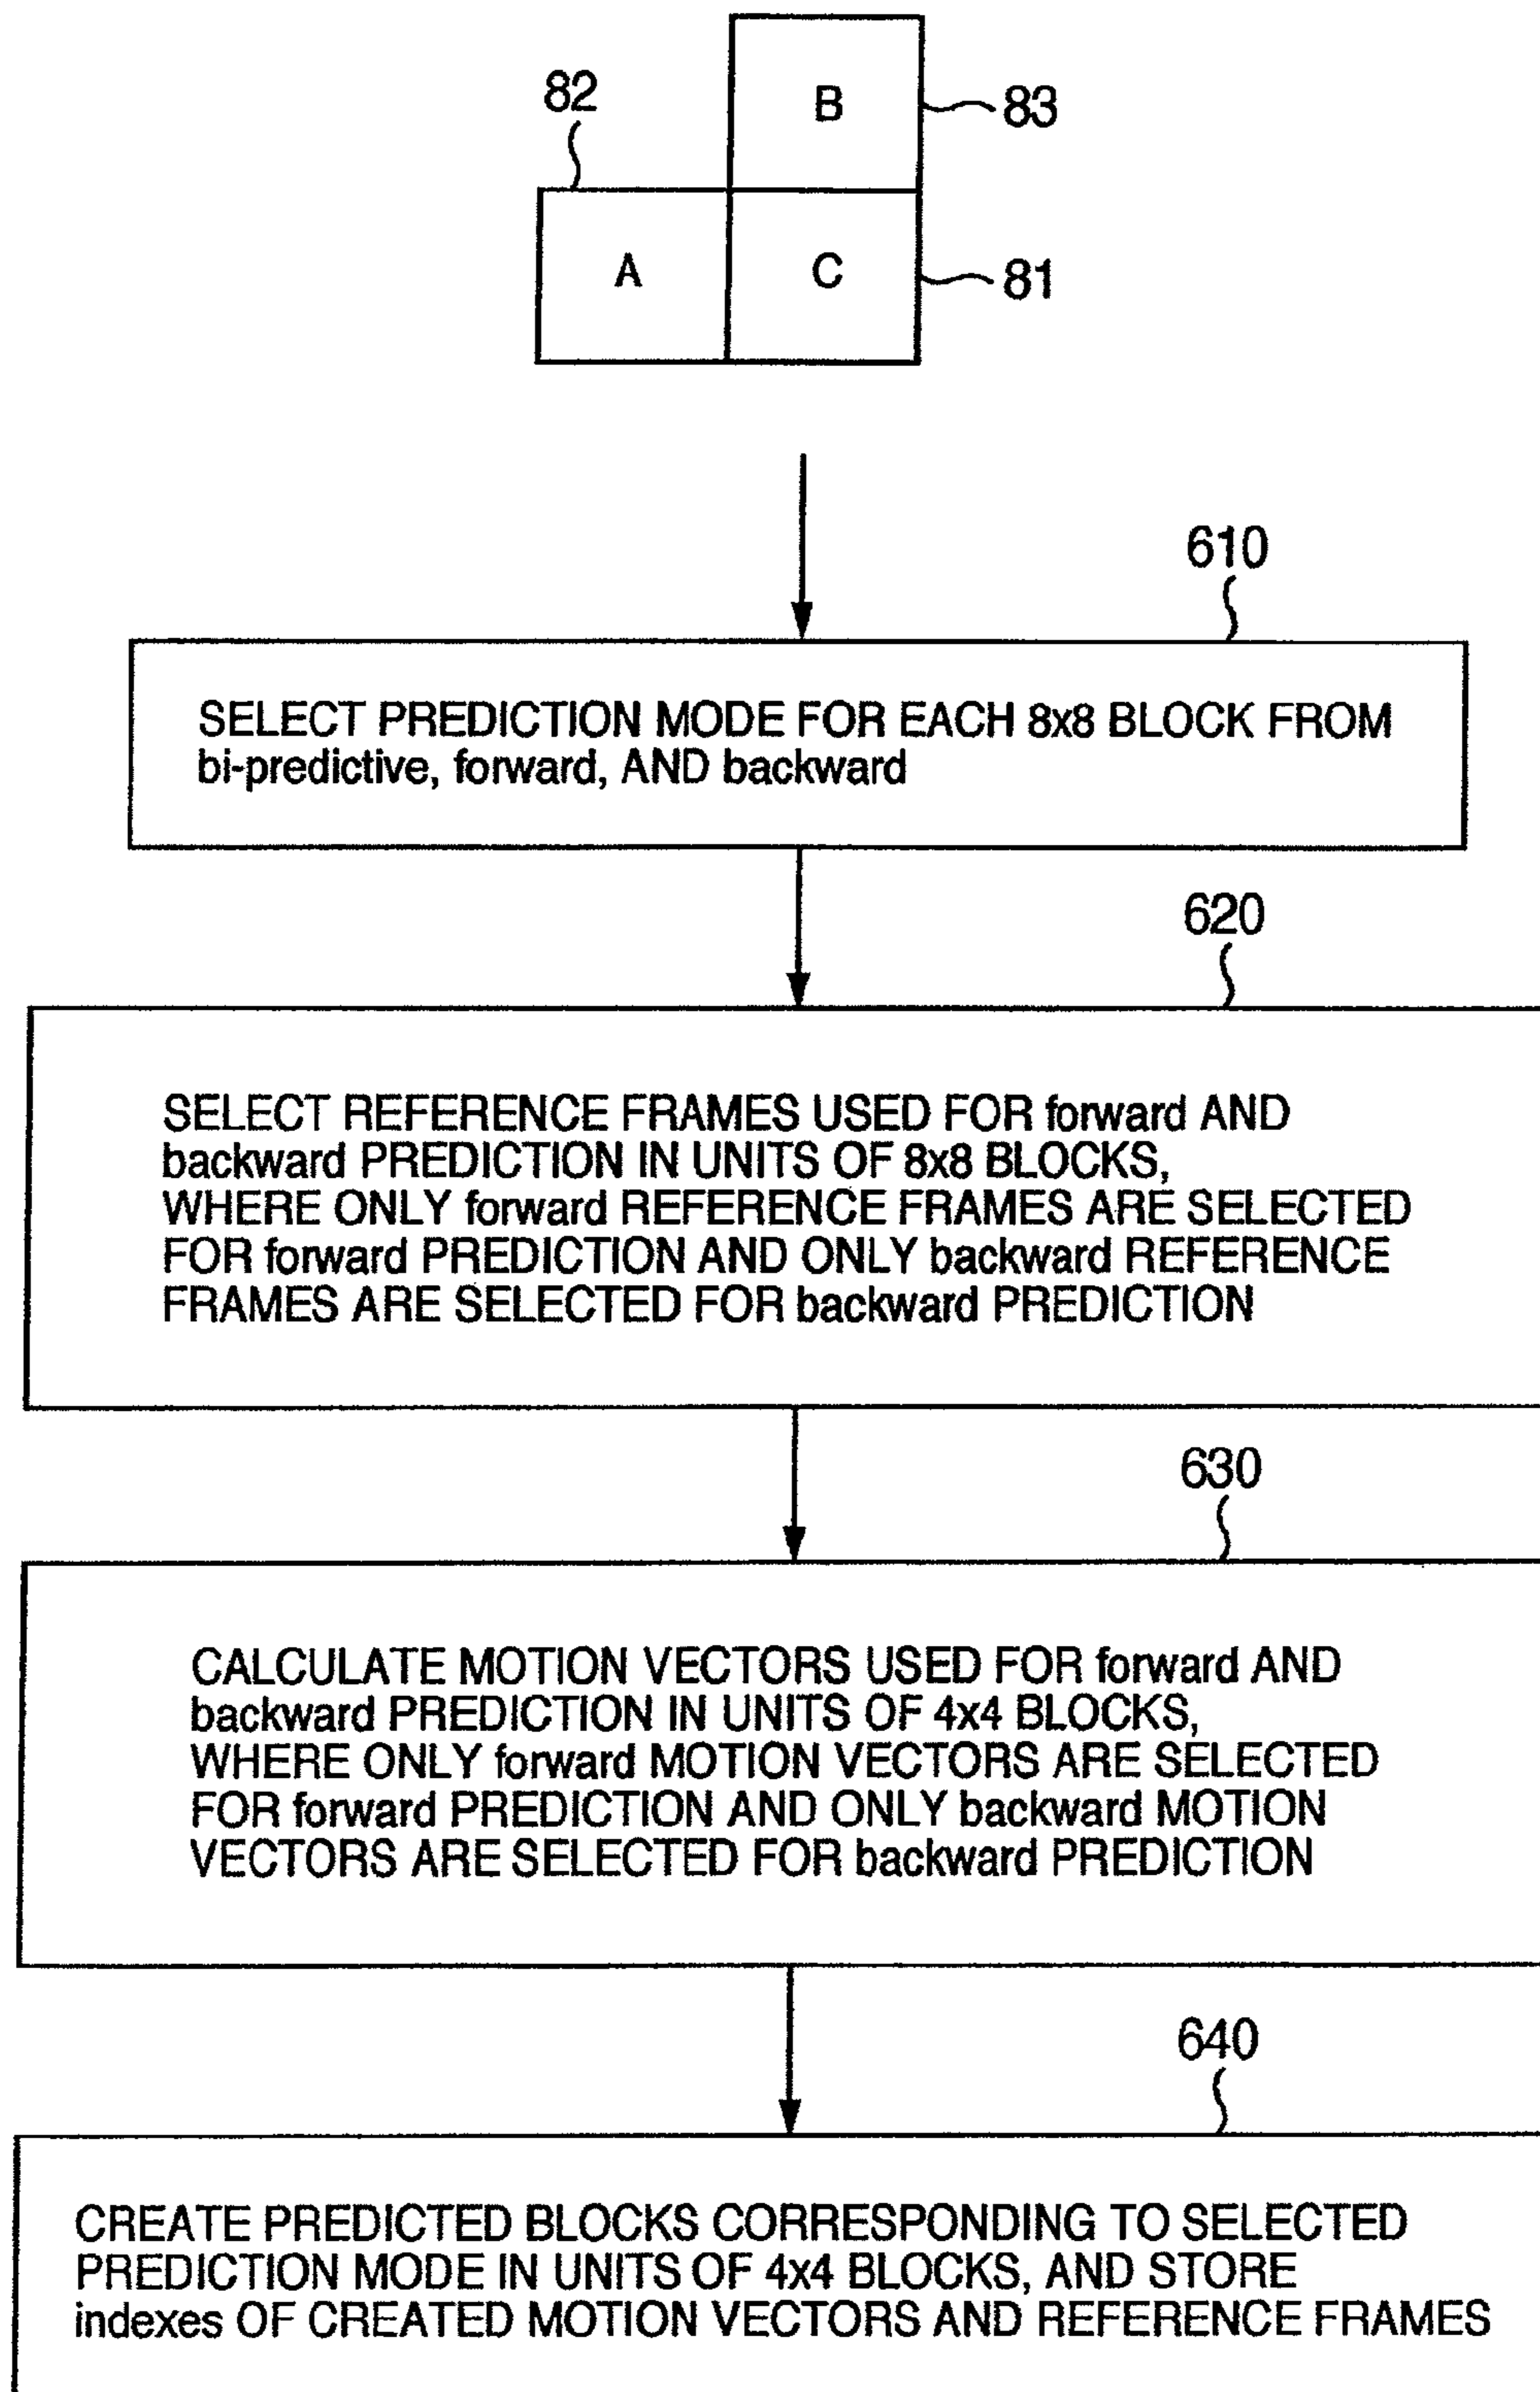 82
B
83
A
C
81
610
SELECT PREDICTION MODE FOR EACH 8x8 BLOCK FROM
bi-predictive, forward, AND backward
620
SELECT REFERENCE FRAMES USED FOR forward AND
backward PREDICTION IN UNITS OF 8x8 BLOCKS,
WHERE ONLY forward REFERENCE FRAMES ARE SELECTED
FOR forward PREDICTION AND ONLY backward REFERENCE
FRAMES ARE SELECTED FOR backward PREDICTION
630
CALCULATE MOTION VECTORS USED FOR forward AND
backward PREDICTION IN UNITS OF 4x4 BLOCKS,
WHERE ONLY forward MOTION VECTORS ARE SELECTED
FOR forward PREDICTION AND ONLY backward MOTION
VECTORS ARE SELECTED FOR backward PREDICTION
640
CREATE PREDICTED BLOCKS CORRESPONDING TO SELECTED
PREDICTION MODE IN UNITS OF 4x4 BLOCKS, AND STORE
indexes OF CREATED MOTION VECTORS AND REFERENCE FRAMES